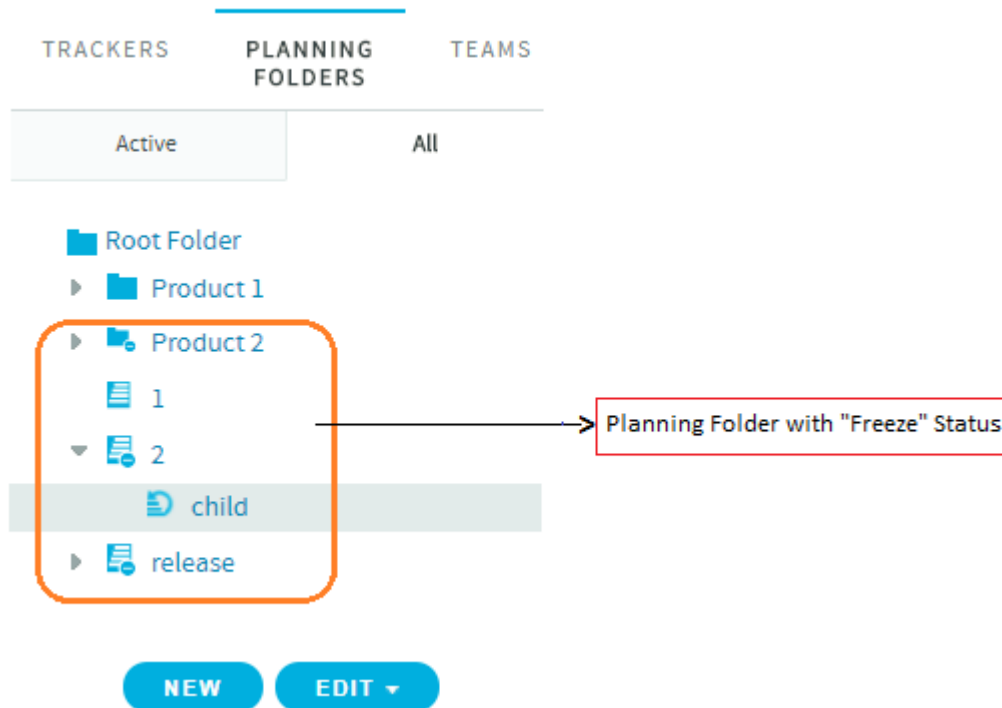 TRACKERS
PLANNING
FOLDERS
TEAMS
Active
All
Root Folder
Product 1
Product 2
1
2
child
release
Planning Folder with "Freeze" Status
NEW
EDIT